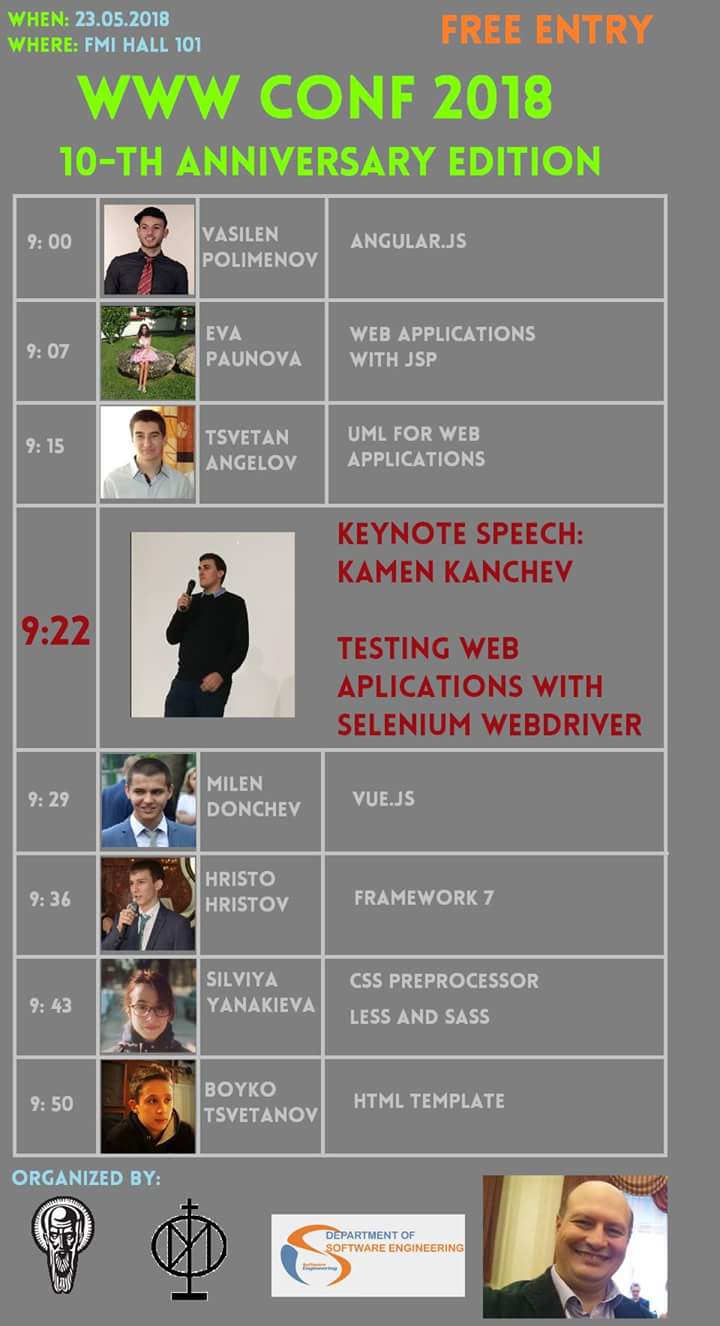 WHEN: 23.05.2018
WHERE: FMI HALL 101
FREE ENTRY
WWW CONF 2018
10-TH ANNIVERSARY EDITION
9: 00
VASILEN
POLIMENOV
ANGULAR.JS
9: 07
EVA
PAUNOVA
WEB APPLICATIONS
WITH JSP
9: 15
TSVETAN
ANGELOV
UML FOR WEB
APPLICATIONS
9:22
KEYNOTE SPEECH:
KAMEN KANCHEV
TESTING WEB
APLICATIONS WITH
SELENIUM WEBDRIVER
9: 29
MILEN
DONCHEV
VUE.JS
9: 36
HRISTO
HRISTOV
FRAMEWORK 7
9: 43
SILVIYA
YANAKIEVA
CSS PREPROCESSOR
LESS AND SASS
9: 50
BOYKO
TSVETANOV
HTML TEMPLATE
ORGANIZED BY:
DEPARTMENT OF
SOFTWARE ENGINEERING
Software
Engineering